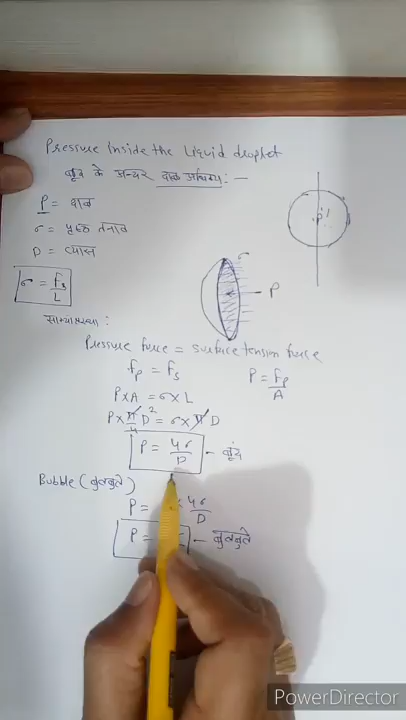 Pressure Inside the Liquid droplet
बूंद के अन्दर दाब आधिक्य : —
P = दाब
σ = पृष्ठ तनाव
D = व्यास
σ = fs/L
P
σ
P
साम्यावस्था :
Pressure force = surface tension force
fp = fs
P = fp/A
P×A = σ×L
P×π/4 D² = σ×π D
P = 4σ/D — बूंद
Bubble (बुलबुले)
P = 4σ/D
P = — बुलबुले
PowerDirector